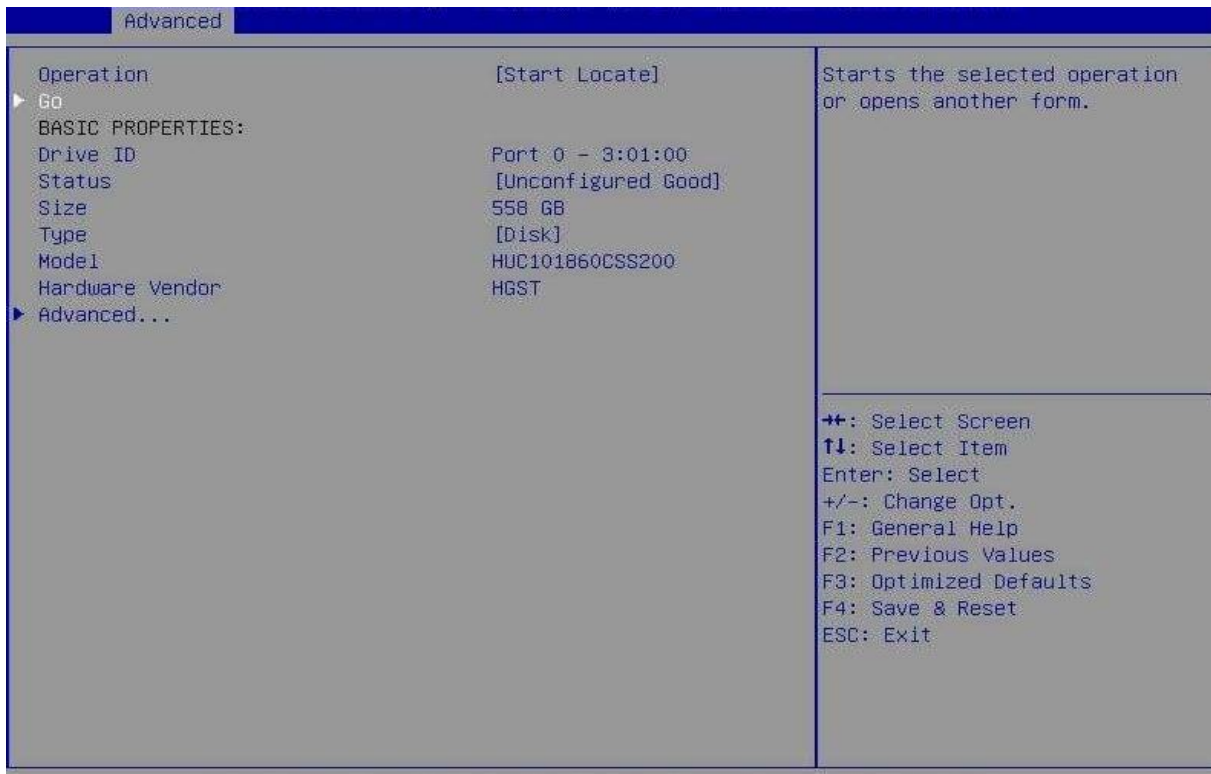 Advanced
Operation [Start Locate]
Go
BASIC PROPERTIES:
Drive ID Port 0 - 3:01:00
Status [Unconfigured Good]
Size 558 GB
Type [Disk]
Model HUC101860CSS200
Hardware Vendor HGST
Advanced...
Starts the selected operation
or opens another form.
→←: Select Screen
↑↓: Select Item
Enter: Select
+/-: Change Opt.
F1: General Help
F2: Previous Values
F3: Optimized Defaults
F4: Save & Reset
ESC: Exit